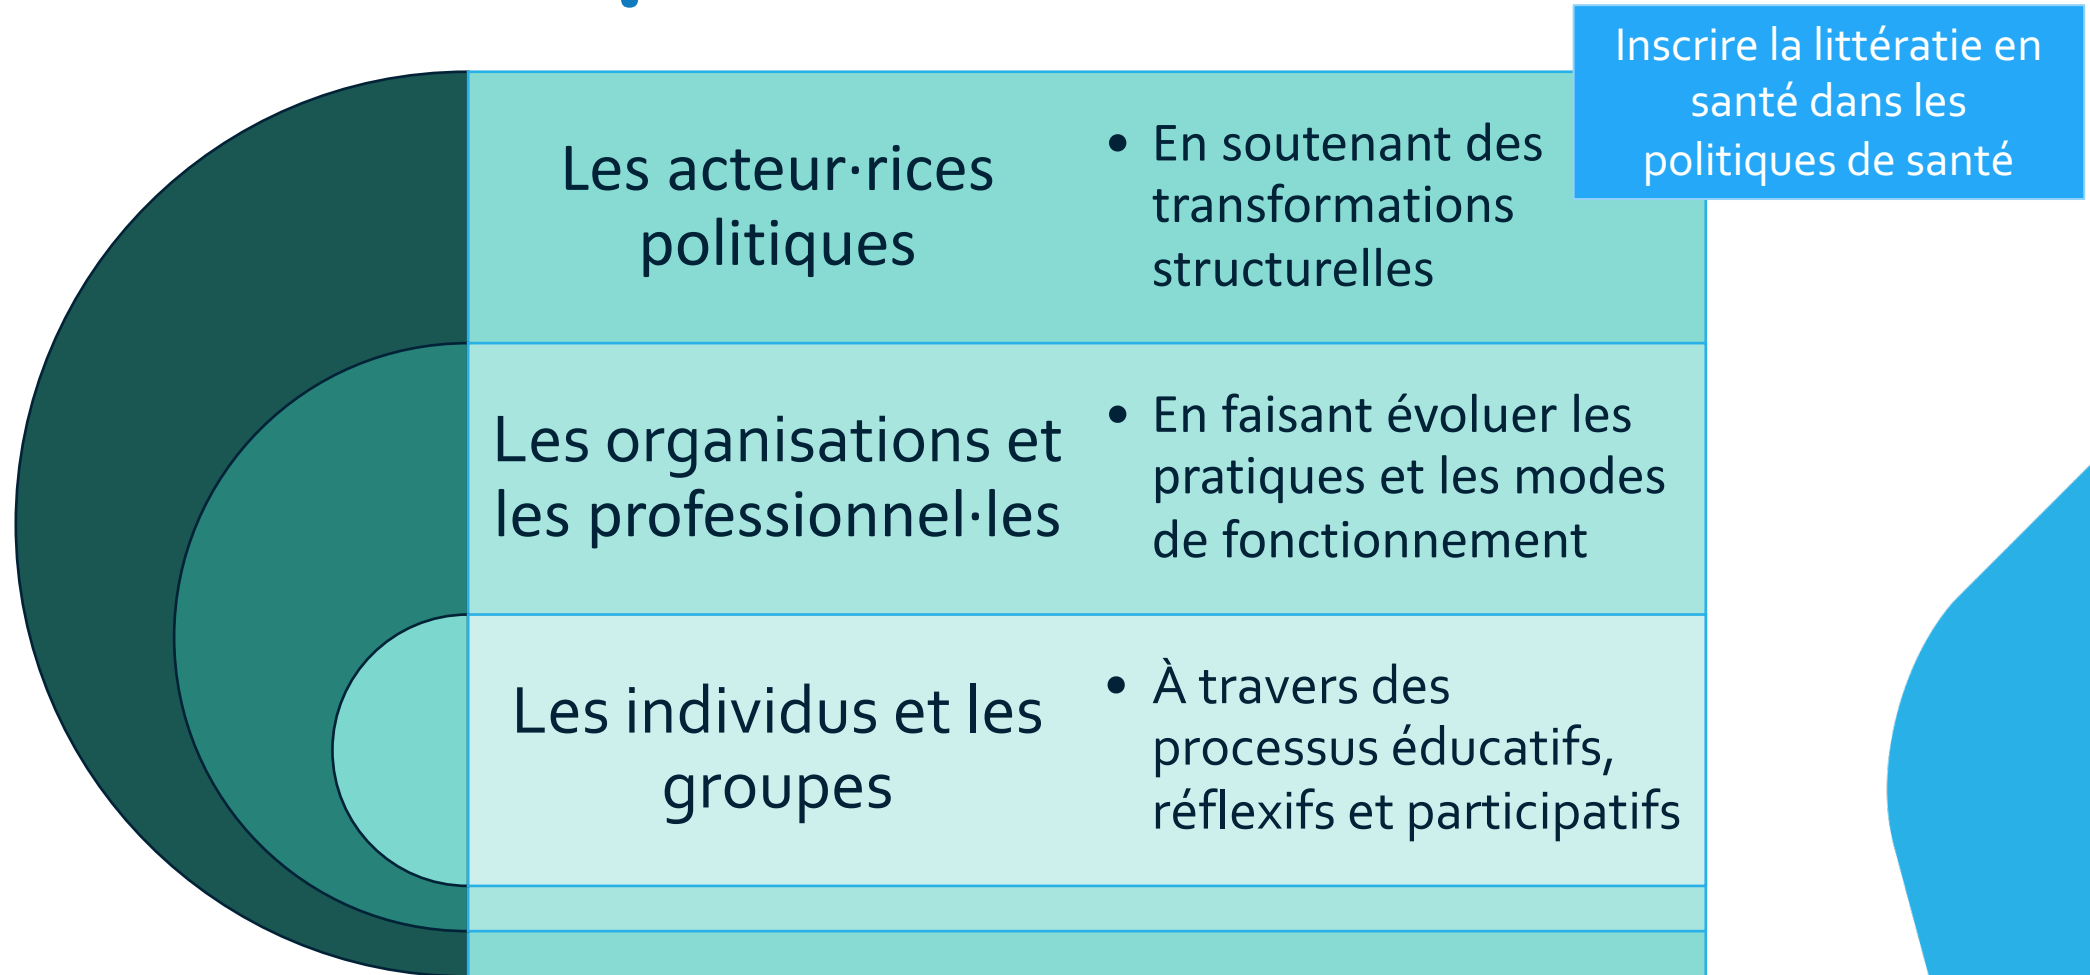 Inscrire la littératie en
santé dans les
politiques de santé
Les acteur·rices
politiques
• En soutenant des
transformations
structurelles
Les organisations et
les professionnel·les
• En faisant évoluer les
pratiques et les modes
de fonctionnement
Les individus et les
groupes
• À travers des
processus éducatifs,
réflexifs et participatifs